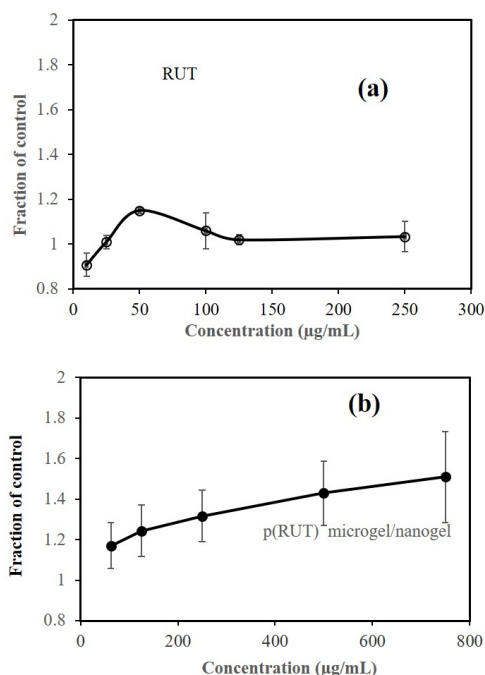 2
1.8
RUT
(a)
1.6
1.4
1.2
1
0.8
Fraction of control
0 50 100 150 200 250 300
Concentration (µg/mL)
2
(b)
1.8
1.6
1.4
p(RUT) microgel/nanogel
1.2
1
0.8
Fraction of control
0 200 400 600 800
Concentration (µg/mL)